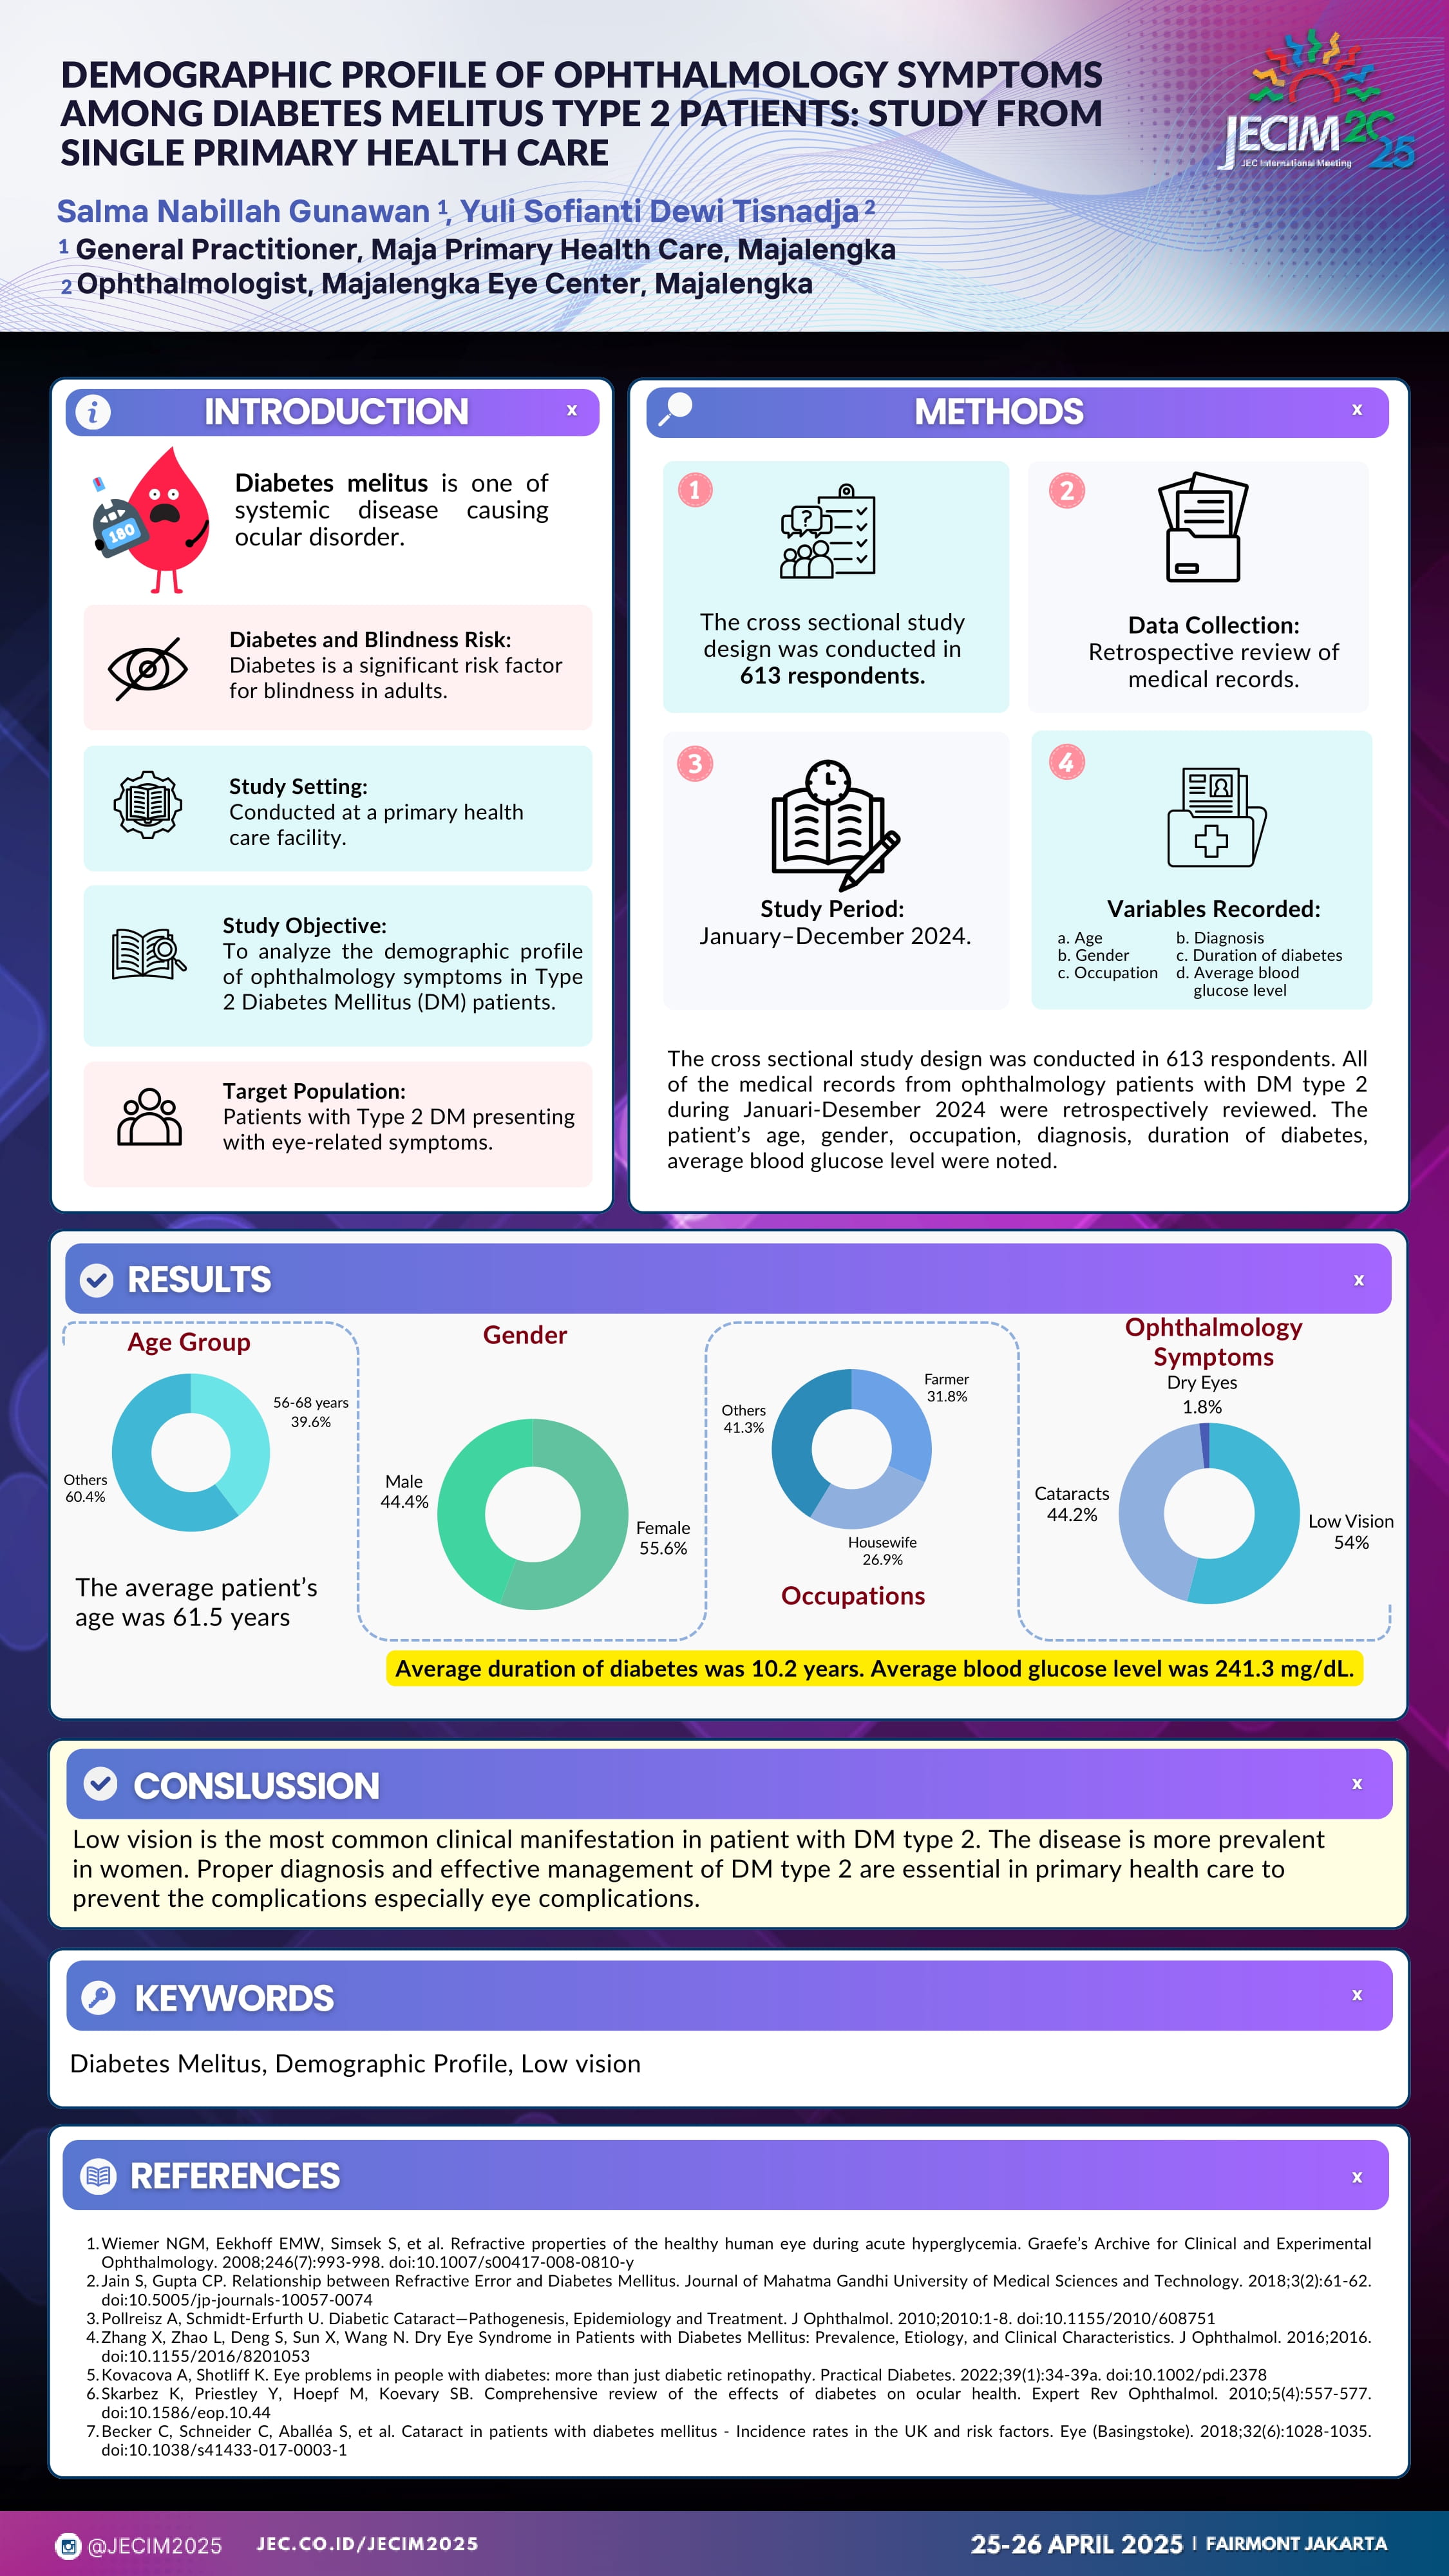 DEMOGRAPHIC PROFILE OF OPHTHALMOLOGY SYMPTOMS
AMONG DIABETES MELITUS TYPE 2 PATIENTS: STUDY FROM
SINGLE PRIMARY HEALTH CARE
JECIM 2025
JEC International Meeting
Salma Nabillah Gunawan 1, Yuli Sofianti Dewi Tisnadja 2
1 General Practitioner, Maja Primary Health Care, Majalengka
2 Ophthalmologist, Majalengka Eye Center, Majalengka
i INTRODUCTION x
180
Diabetes melitus is one of
systemic disease causing
ocular disorder.
Diabetes and Blindness Risk:
Diabetes is a significant risk factor
for blindness in adults.
Study Setting:
Conducted at a primary health
care facility.
Study Objective:
To analyze the demographic profile
of ophthalmology symptoms in Type
2 Diabetes Mellitus (DM) patients.
Target Population:
Patients with Type 2 DM presenting
with eye-related symptoms.
METHODS x
1
?
The cross sectional study
design was conducted in
613 respondents.
2
Data Collection:
Retrospective review of
medical records.
3
Study Period:
January–December 2024.
4
Variables Recorded:
a. Age
b. Gender
c. Occupation
b. Diagnosis
c. Duration of diabetes
d. Average blood
glucose level
The cross sectional study design was conducted in 613 respondents. All
of the medical records from ophthalmology patients with DM type 2
during Januari-Desember 2024 were retrospectively reviewed. The
patient's age, gender, occupation, diagnosis, duration of diabetes,
average blood glucose level were noted.
RESULTS x
Age Group
56-68 years
39.6%
Others
60.4%
The average patient's
age was 61.5 years
Gender
Male
44.4%
Female
55.6%
Farmer
31.8%
Others
41.3%
Housewife
26.9%
Occupations
Ophthalmology
Symptoms
Dry Eyes
1.8%
Cataracts
44.2%
Low Vision
54%
Average duration of diabetes was 10.2 years. Average blood glucose level was 241.3 mg/dL.
CONSLUSSION x
Low vision is the most common clinical manifestation in patient with DM type 2. The disease is more prevalent
in women. Proper diagnosis and effective management of DM type 2 are essential in primary health care to
prevent the complications especially eye complications.
KEYWORDS x
Diabetes Melitus, Demographic Profile, Low vision
REFERENCES x
1. Wiemer NGM, Eekhoff EMW, Simsek S, et al. Refractive properties of the healthy human eye during acute hyperglycemia. Graefe's Archive for Clinical and Experimental
Ophthalmology. 2008;246(7):993-998. doi:10.1007/s00417-008-0810-y
2. Jain S, Gupta CP. Relationship between Refractive Error and Diabetes Mellitus. Journal of Mahatma Gandhi University of Medical Sciences and Technology. 2018;3(2):61-62.
doi:10.5005/jp-journals-10057-0074
3. Pollreisz A, Schmidt-Erfurth U. Diabetic Cataract—Pathogenesis, Epidemiology and Treatment. J Ophthalmol. 2010;2010:1-8. doi:10.1155/2010/608751
4. Zhang X, Zhao L, Deng S, Sun X, Wang N. Dry Eye Syndrome in Patients with Diabetes Mellitus: Prevalence, Etiology, and Clinical Characteristics. J Ophthalmol. 2016;2016.
doi:10.1155/2016/8201053
5. Kovacova A, Shotliff K. Eye problems in people with diabetes: more than just diabetic retinopathy. Practical Diabetes. 2022;39(1):34-39a. doi:10.1002/pdi.2378
6. Skarbez K, Priestley Y, Hoepf M, Koevary SB. Comprehensive review of the effects of diabetes on ocular health. Expert Rev Ophthalmol. 2010;5(4):557-577.
doi:10.1586/eop.10.44
7. Becker C, Schneider C, Aballéa S, et al. Cataract in patients with diabetes mellitus - Incidence rates in the UK and risk factors. Eye (Basingstoke). 2018;32(6):1028-1035.
doi:10.1038/s41433-017-0003-1
@JECIM2025 JEC.CO.ID/JECIM2025 25-26 APRIL 2025 | FAIRMONT JAKARTA